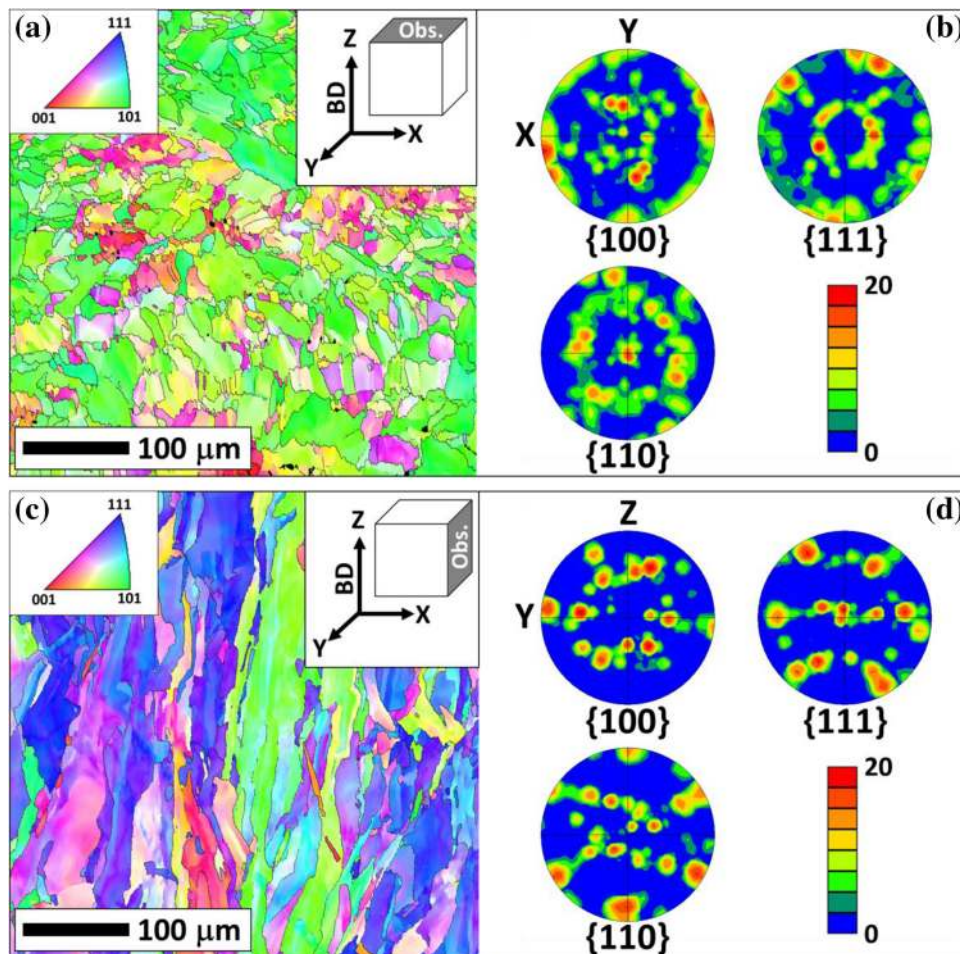 (a)
111
001
101
Z
Obs.
BD
X
Y
100 μm
(b)
Y
X
{100}
{111}
{110}
20
0
(c)
111
001
101
Z
Obs.
BD
X
Y
100 μm
(d)
Z
Y
{100}
{111}
{110}
20
0